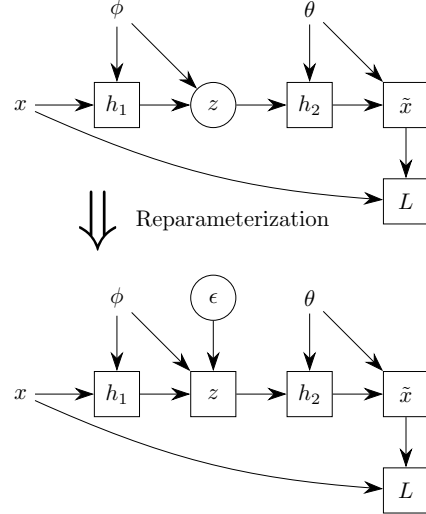 ϕ θ
x h₁ z h₂ x̃
L
Reparameterization
ϕ ϵ θ
x h₁ z h₂ x̃
L